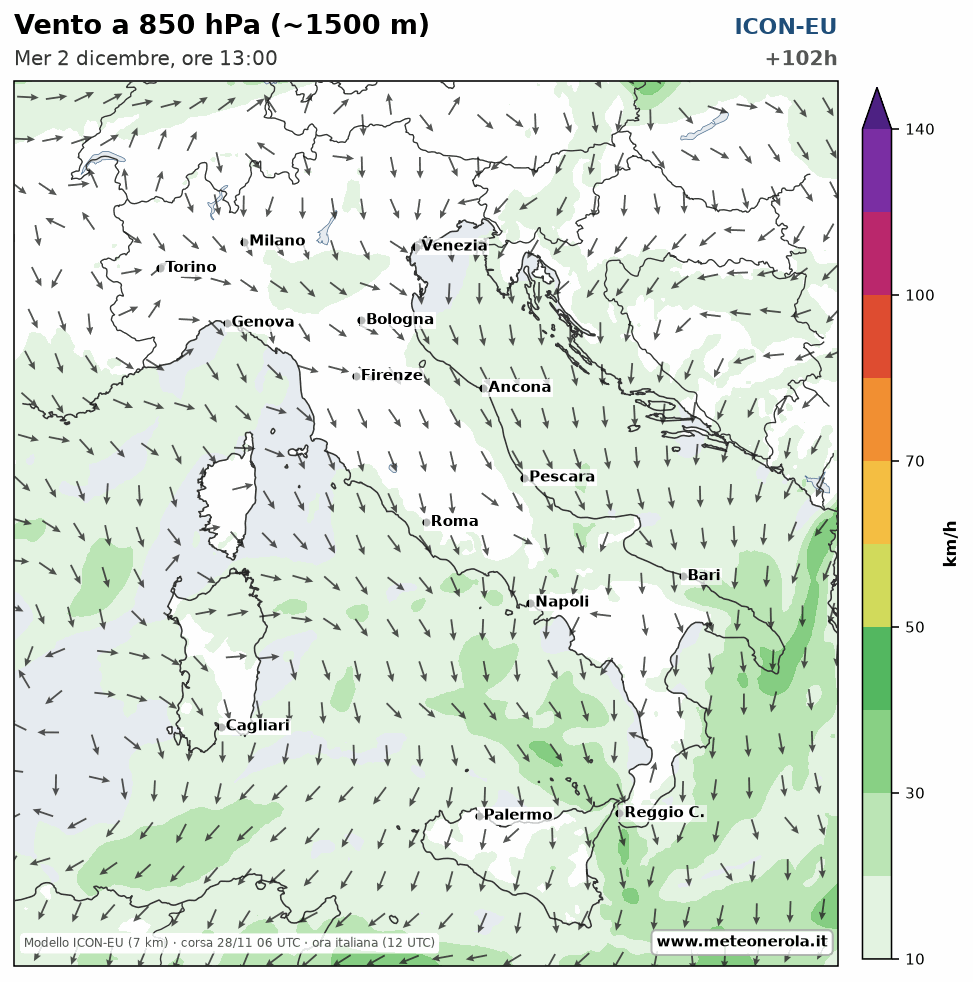 Vento a 850 hPa (~1500 m)
ICON-EU
Mer 2 dicembre, ore 13:00
+102h
140
Milano
Venezia
Torino
100
Genova
Bologna
Firenze
Ancona
70
Pescara
Roma
km/h
Bari
Napoli
50
Cagliari
30
Palermo
Reggio C.
Modello ICON-EU (7 km) · corsa 28/11 06 UTC · ora italiana (12 UTC)
www.meteonerola.it
10